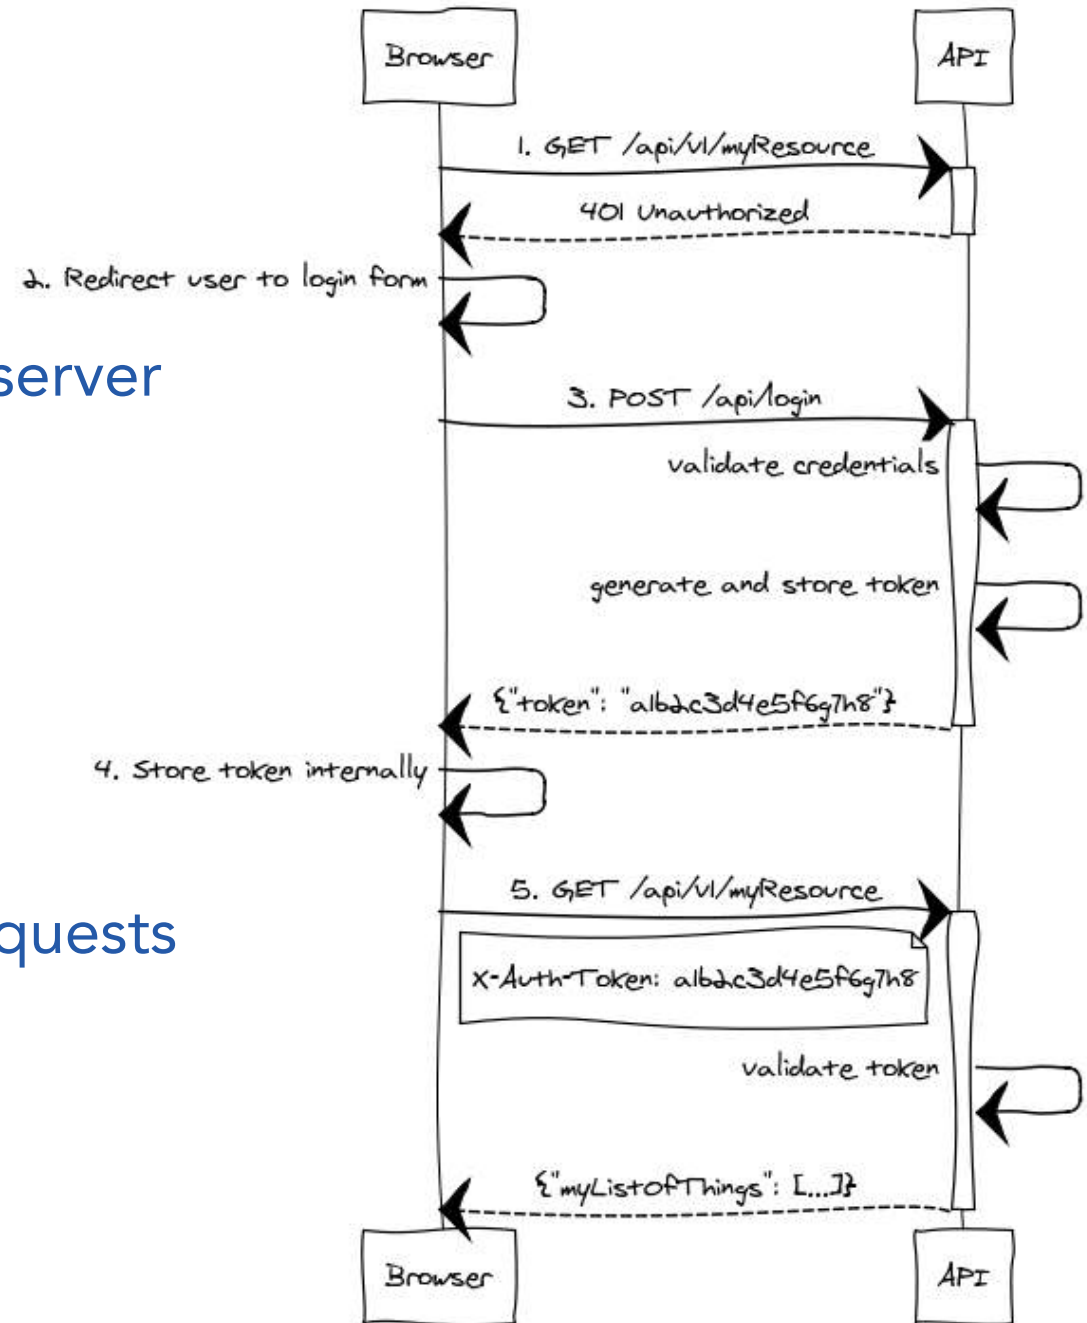 Browser
API
1. GET /api/v1/myResource
401 Unauthorized
2. Redirect user to login form
server
3. POST /api/login
validate credentials
generate and store token
{"token": "a1b2c3d4e5f6g7h8"}
4. Store token internally
5. GET /api/v1/myResource
quests
X-Auth-Token: a1b2c3d4e5f6g7h8
validate token
{"myListOfThings": [...]}
Browser
API